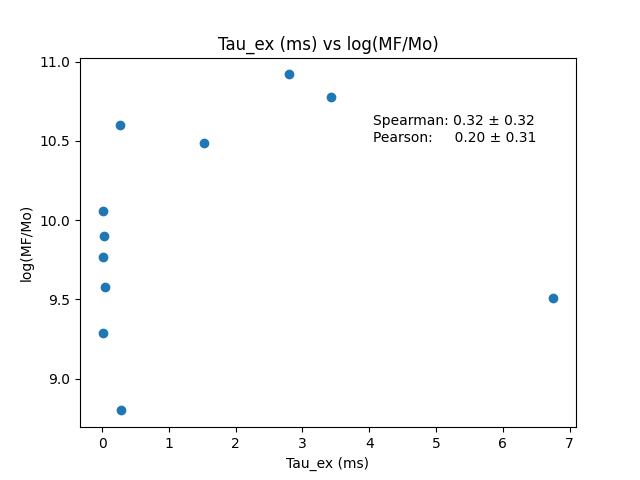 Tau_ex (ms) vs log(MF/Mo)
11.0
10.5
10.0
9.5
9.0
log(MF/Mo)
Spearman: 0.32 ± 0.32
Pearson: 0.20 ± 0.31
0 1 2 3 4 5 6 7
Tau_ex (ms)